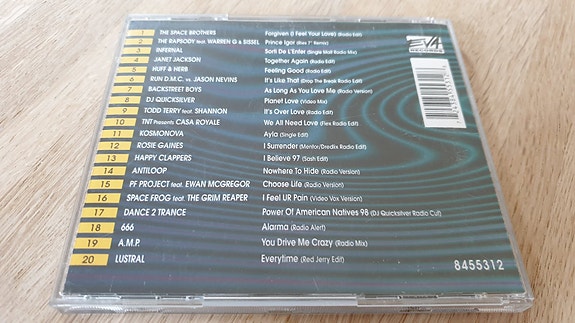 1 THE SPACE BROTHERS Forgiven (I Feel Your Love) (Radio Edit)
2 THE RAPSODY feat. WARREN G & SISSEL Prince Igor (Rea 7" Remix)
3 INFERNAL Sorti De L'enfer (Single Mall Radio Mix)
4 JANET JACKSON Together Again (Radio Edit)
5 HUFF & HERB Feeling Good (Radio Edit)
6 RUN D.M.C. vs. JASON NEVINS It's Like That (Drop The Break Radio Edit)
7 BACKSTREET BOYS As Long As You Love Me (Radio Version)
8 DJ QUICKSILVER Planet Love (Video Mix)
9 TODD TERRY feat. SHANNON It's Over Love (Radio Edit)
10 TNT Presents CASA ROYALE We All Need Love (Flex Radio Edit)
11 KOSMONOVA Ayla (Single Edit)
12 ROSIE GAINES I Surrender (Mentor/Dredix Radio Edit)
13 HAPPY CLAPPERS I Believe 97 (Sash Edit)
14 ANTILOOP Nowhere To Hide (Radio Version)
15 PF PROJECT feat. EWAN MCGREGOR Choose Life (Radio Version)
16 SPACE FROG feat. THE GRIM REAPER I Feel UR Pain (Video Vox Version)
17 DANCE 2 TRANCE Power Of American Natives 98 (DJ Quicksilver Radio Cut)
18 666 Alarma (Radio Alert)
19 A.M.P. You Drive Me Crazy (Radio Mix)
20 LUSTRAL Everytime (Red Jerry Edit)
EVA
RECORDS
8455312